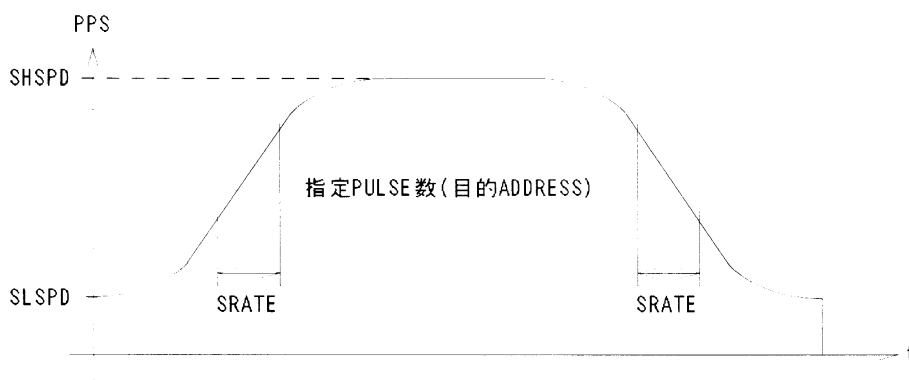 PPS
SHSPD
指定PULSE数(目的ADDRESS)
SRATE
SRATE
SLSPD
t